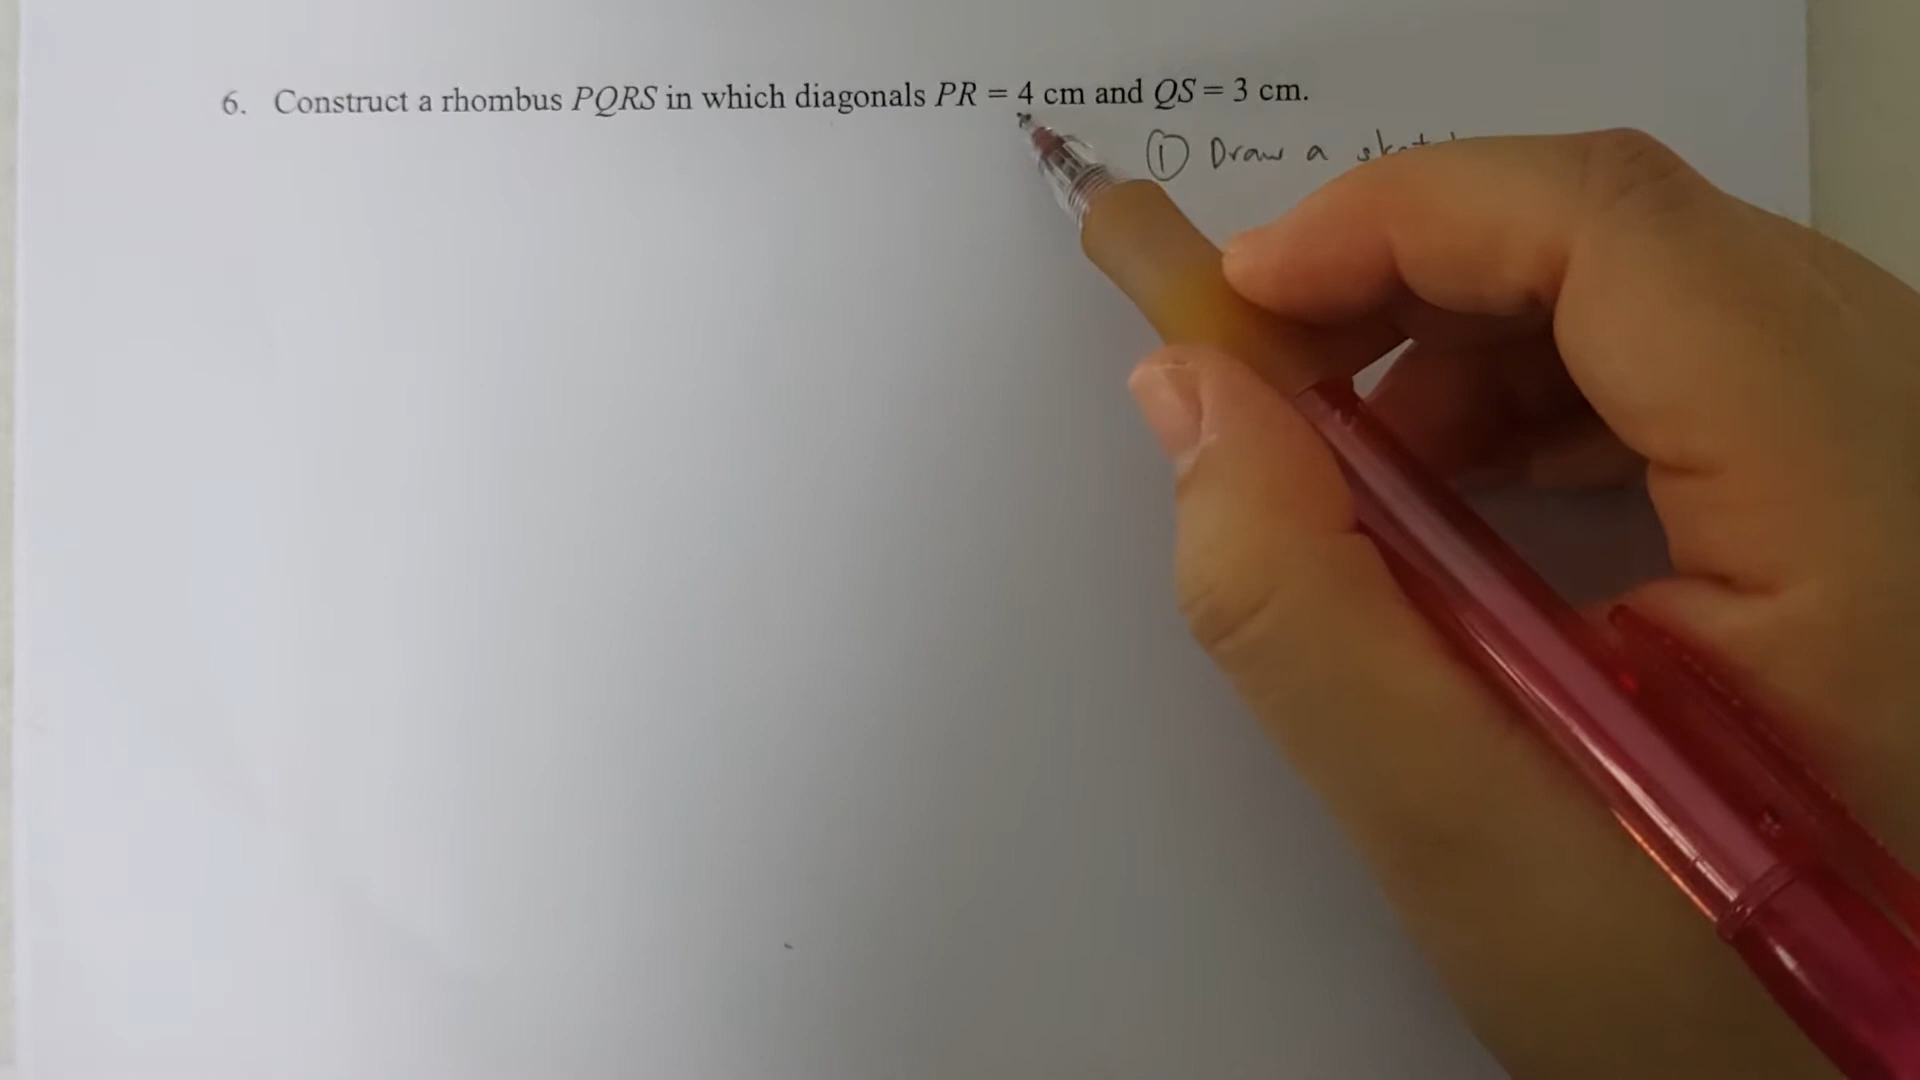 6. Construct a rhombus PQRS in which diagonals PR = 4 cm and QS = 3 cm.
① Draw a